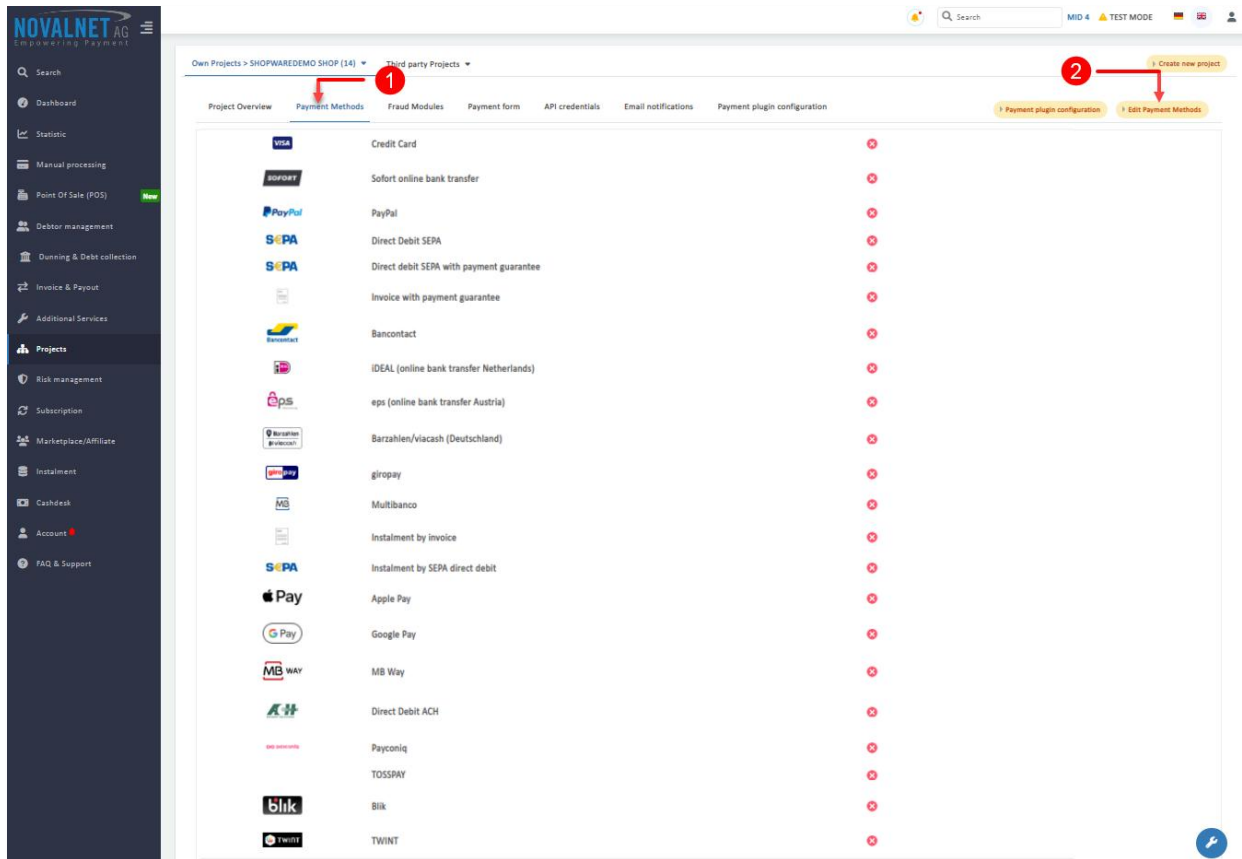 NOVALNET AG
Empowering Payment
Search
MID 4 TEST MODE
Search
Dashboard
Statistic
Manual processing
Point Of Sale (POS) New
Debtor management
Dunning & Debt collection
Invoice & Payout
Additional Services
Projects
Risk management
Subscription
Marketplace/Affiliate
Instalment
Cashdesk
Account
FAQ & Support
Own Projects > SHOPWAREDEMO SHOP (14) Third party Projects
Create new project
1
2
Project Overview Payment Methods Fraud Modules Payment form API credentials Email notifications Payment plugin configuration
Payment plugin configuration Edit Payment Methods
VISA Credit Card
SOFORT Sofort online bank transfer
PayPal PayPal
S€PA Direct Debit SEPA
S€PA Direct debit SEPA with payment guarantee
Invoice with payment guarantee
Bancontact Bancontact
iDEAL (online bank transfer Netherlands)
eps eps (online bank transfer Austria)
Barzahlen viacash Barzahlen/viacash (Deutschland)
giropay giropay
MB Multibanco
Instalment by invoice
S€PA Instalment by SEPA direct debit
Pay Apple Pay
G Pay Google Pay
MB WAY MB Way
ACH Direct Debit ACH
Payconiq
TOSSPAY
blik Blik
TWINT TWINT